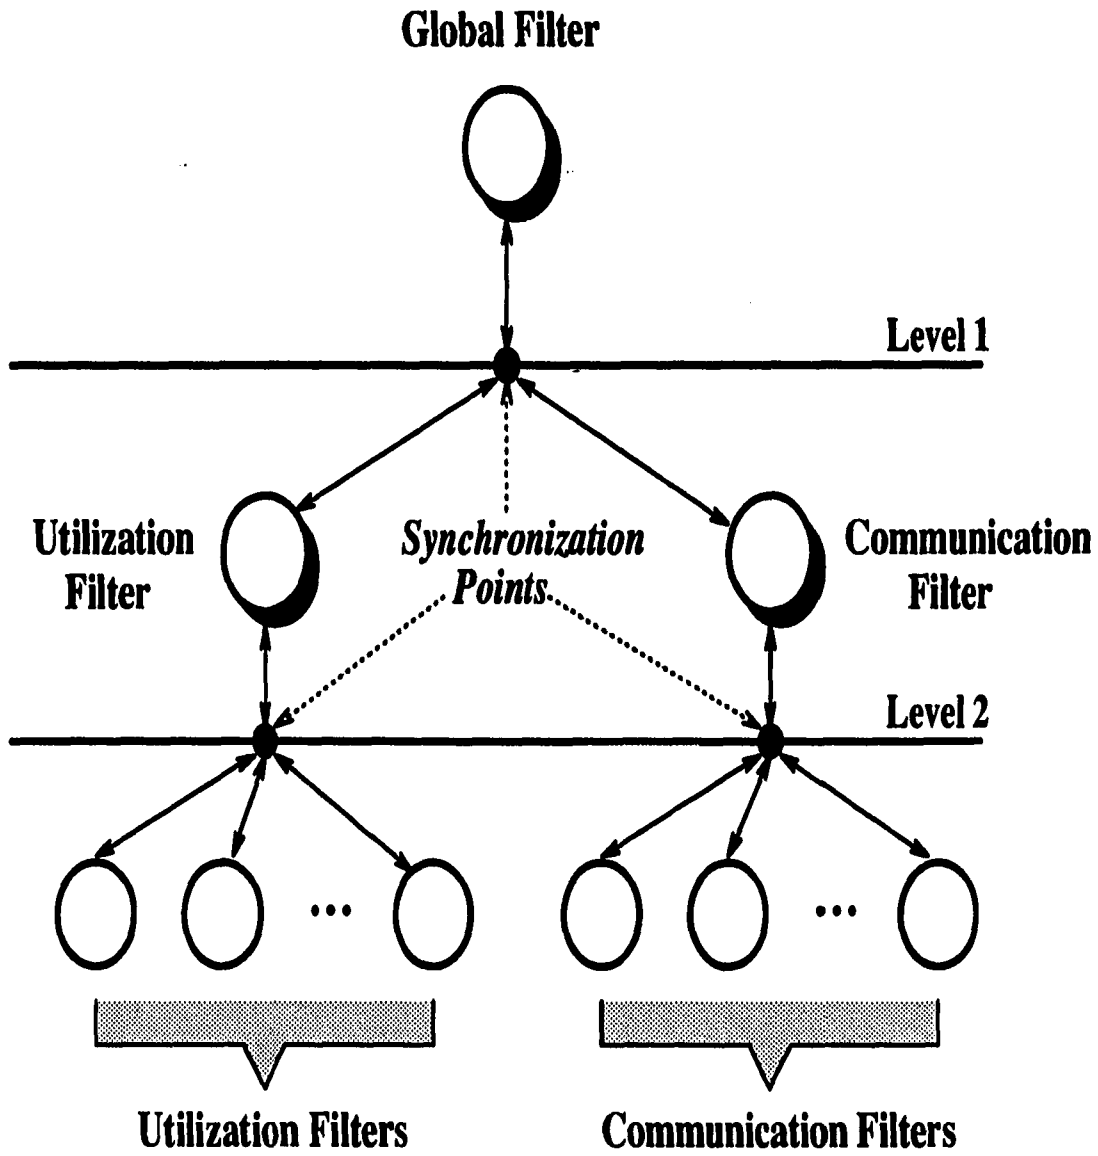 Global Filter
Level 1
Utilization
Filter
Synchronization
Points
Communication
Filter
Level 2
...
...
Utilization Filters
Communication Filters